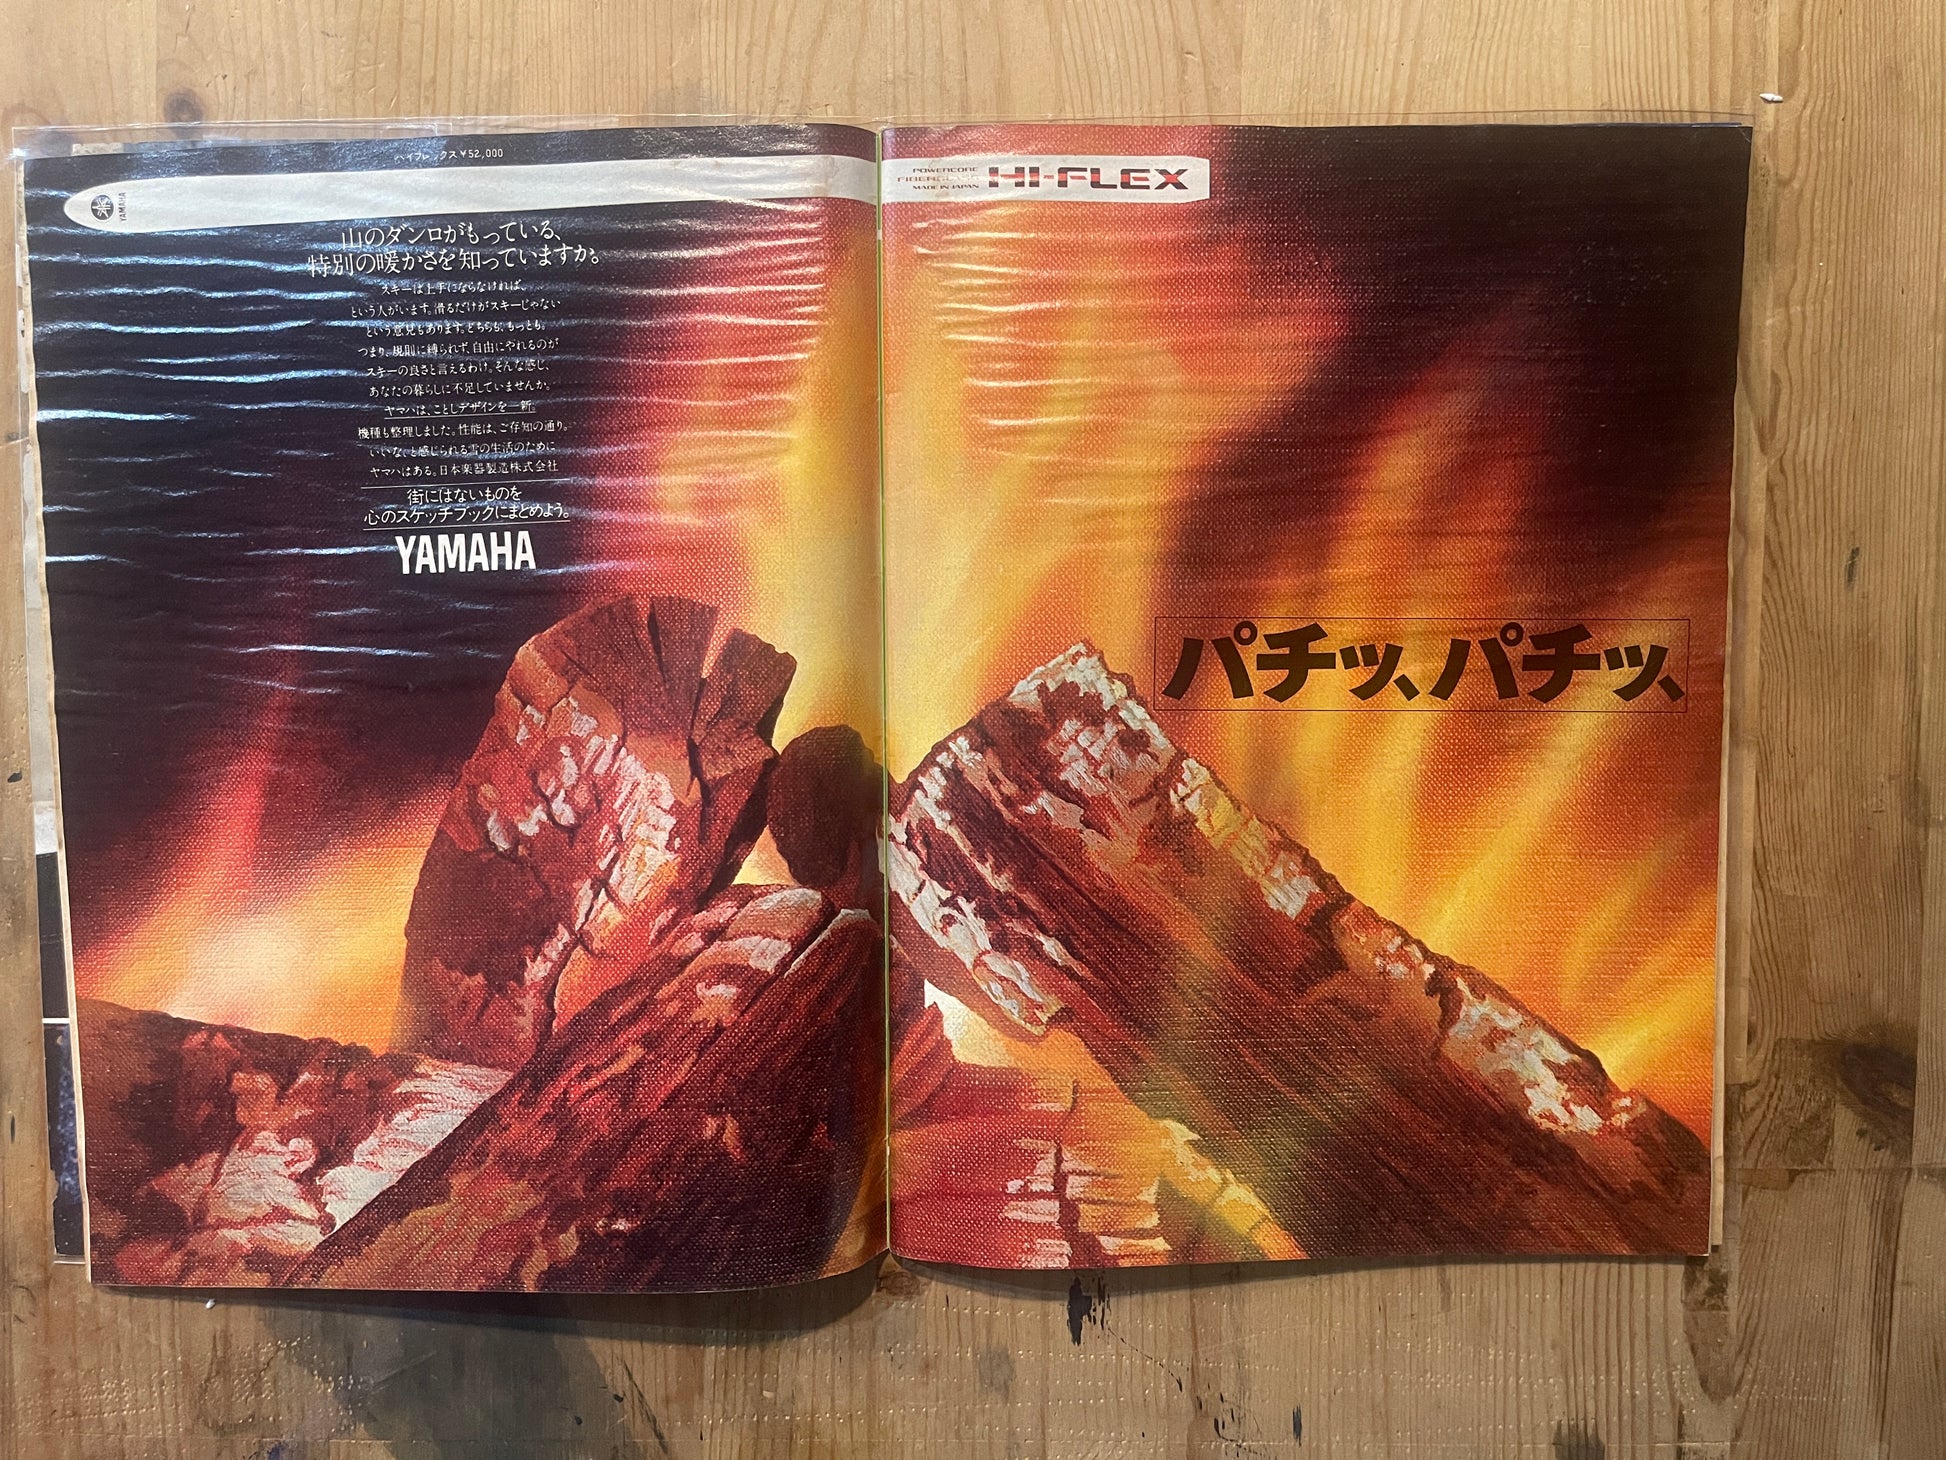 ハイフレックス ¥52,000
YAMAHA
POWERCORE
FIBERGLASS
MADE IN JAPAN
HI-FLEX
山のダンロがもっている、
特別の暖かさを知っていますか。
スキーは上手にならなければ、
という人がいます。滑るだけがスキーじゃない
という意見もあります。どちらも、もっとも。
つまり、規則に縛られず、自由にやれるのが
スキーの良さと言えるわけ。そんな感じ、
あなたの暮らしに不足していませんか。
ヤマハは、ことしデザインを一新。
機種も整理しました。性能は、ご存知の通り。
いいな、と感じられる雪の生活のために
ヤマハはある。日本楽器製造株式会社
街にはないものを
心のスケッチブックにまとめよう。
YAMAHA
パチッ、パチッ、